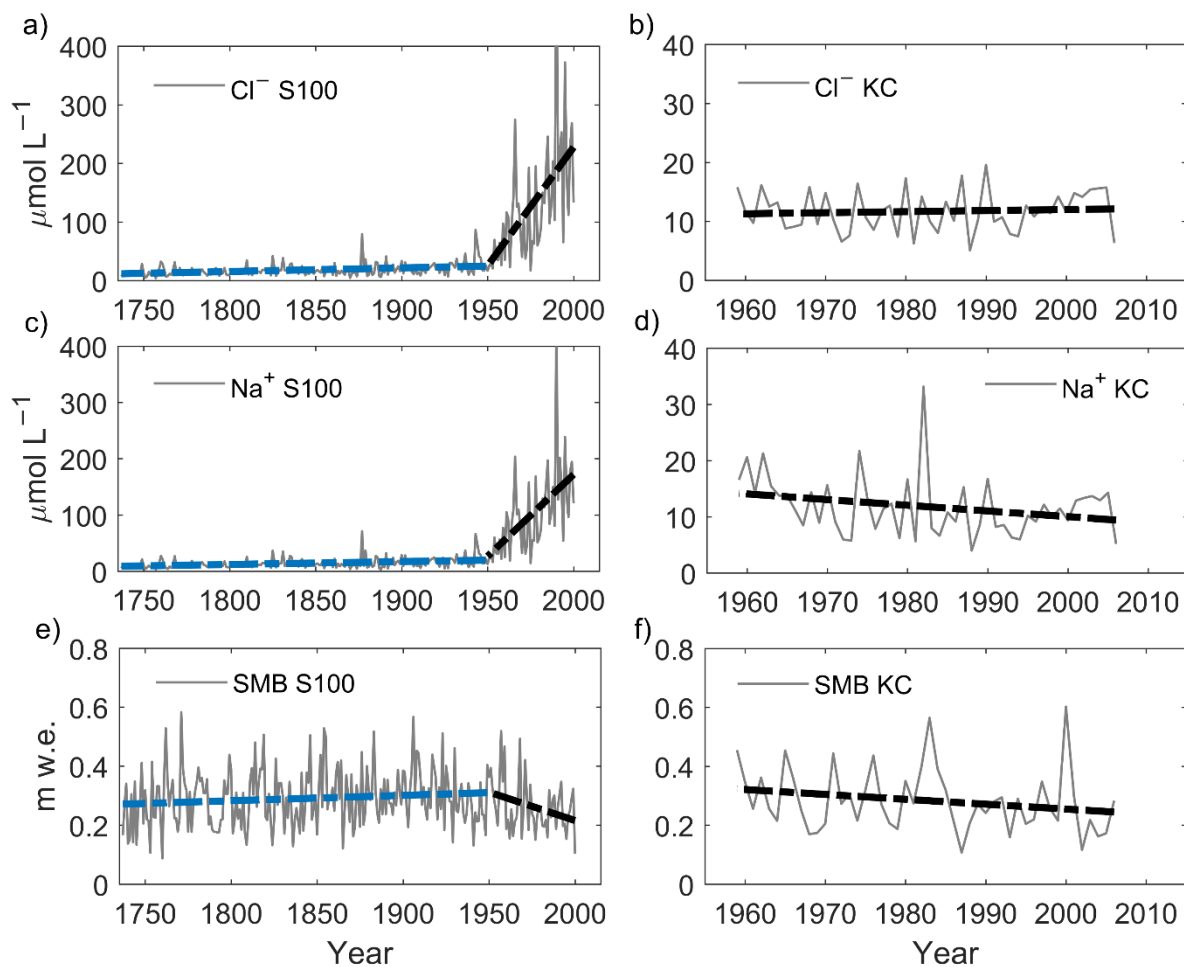 a)
400
300
200
100
0
μmol L−1
Cl− S100
1750 1800 1850 1900 1950 2000
b)
40
30
20
10
0
Cl− KC
1960 1970 1980 1990 2000 2010
c)
400
300
200
100
0
μmol L−1
Na+ S100
1750 1800 1850 1900 1950 2000
d)
40
30
20
10
0
Na+ KC
1960 1970 1980 1990 2000 2010
e)
0.8
0.6
0.4
0.2
0
m w.e.
SMB S100
1750 1800 1850 1900 1950 2000
Year
f)
0.8
0.6
0.4
0.2
0
SMB KC
1960 1970 1980 1990 2000 2010
Year